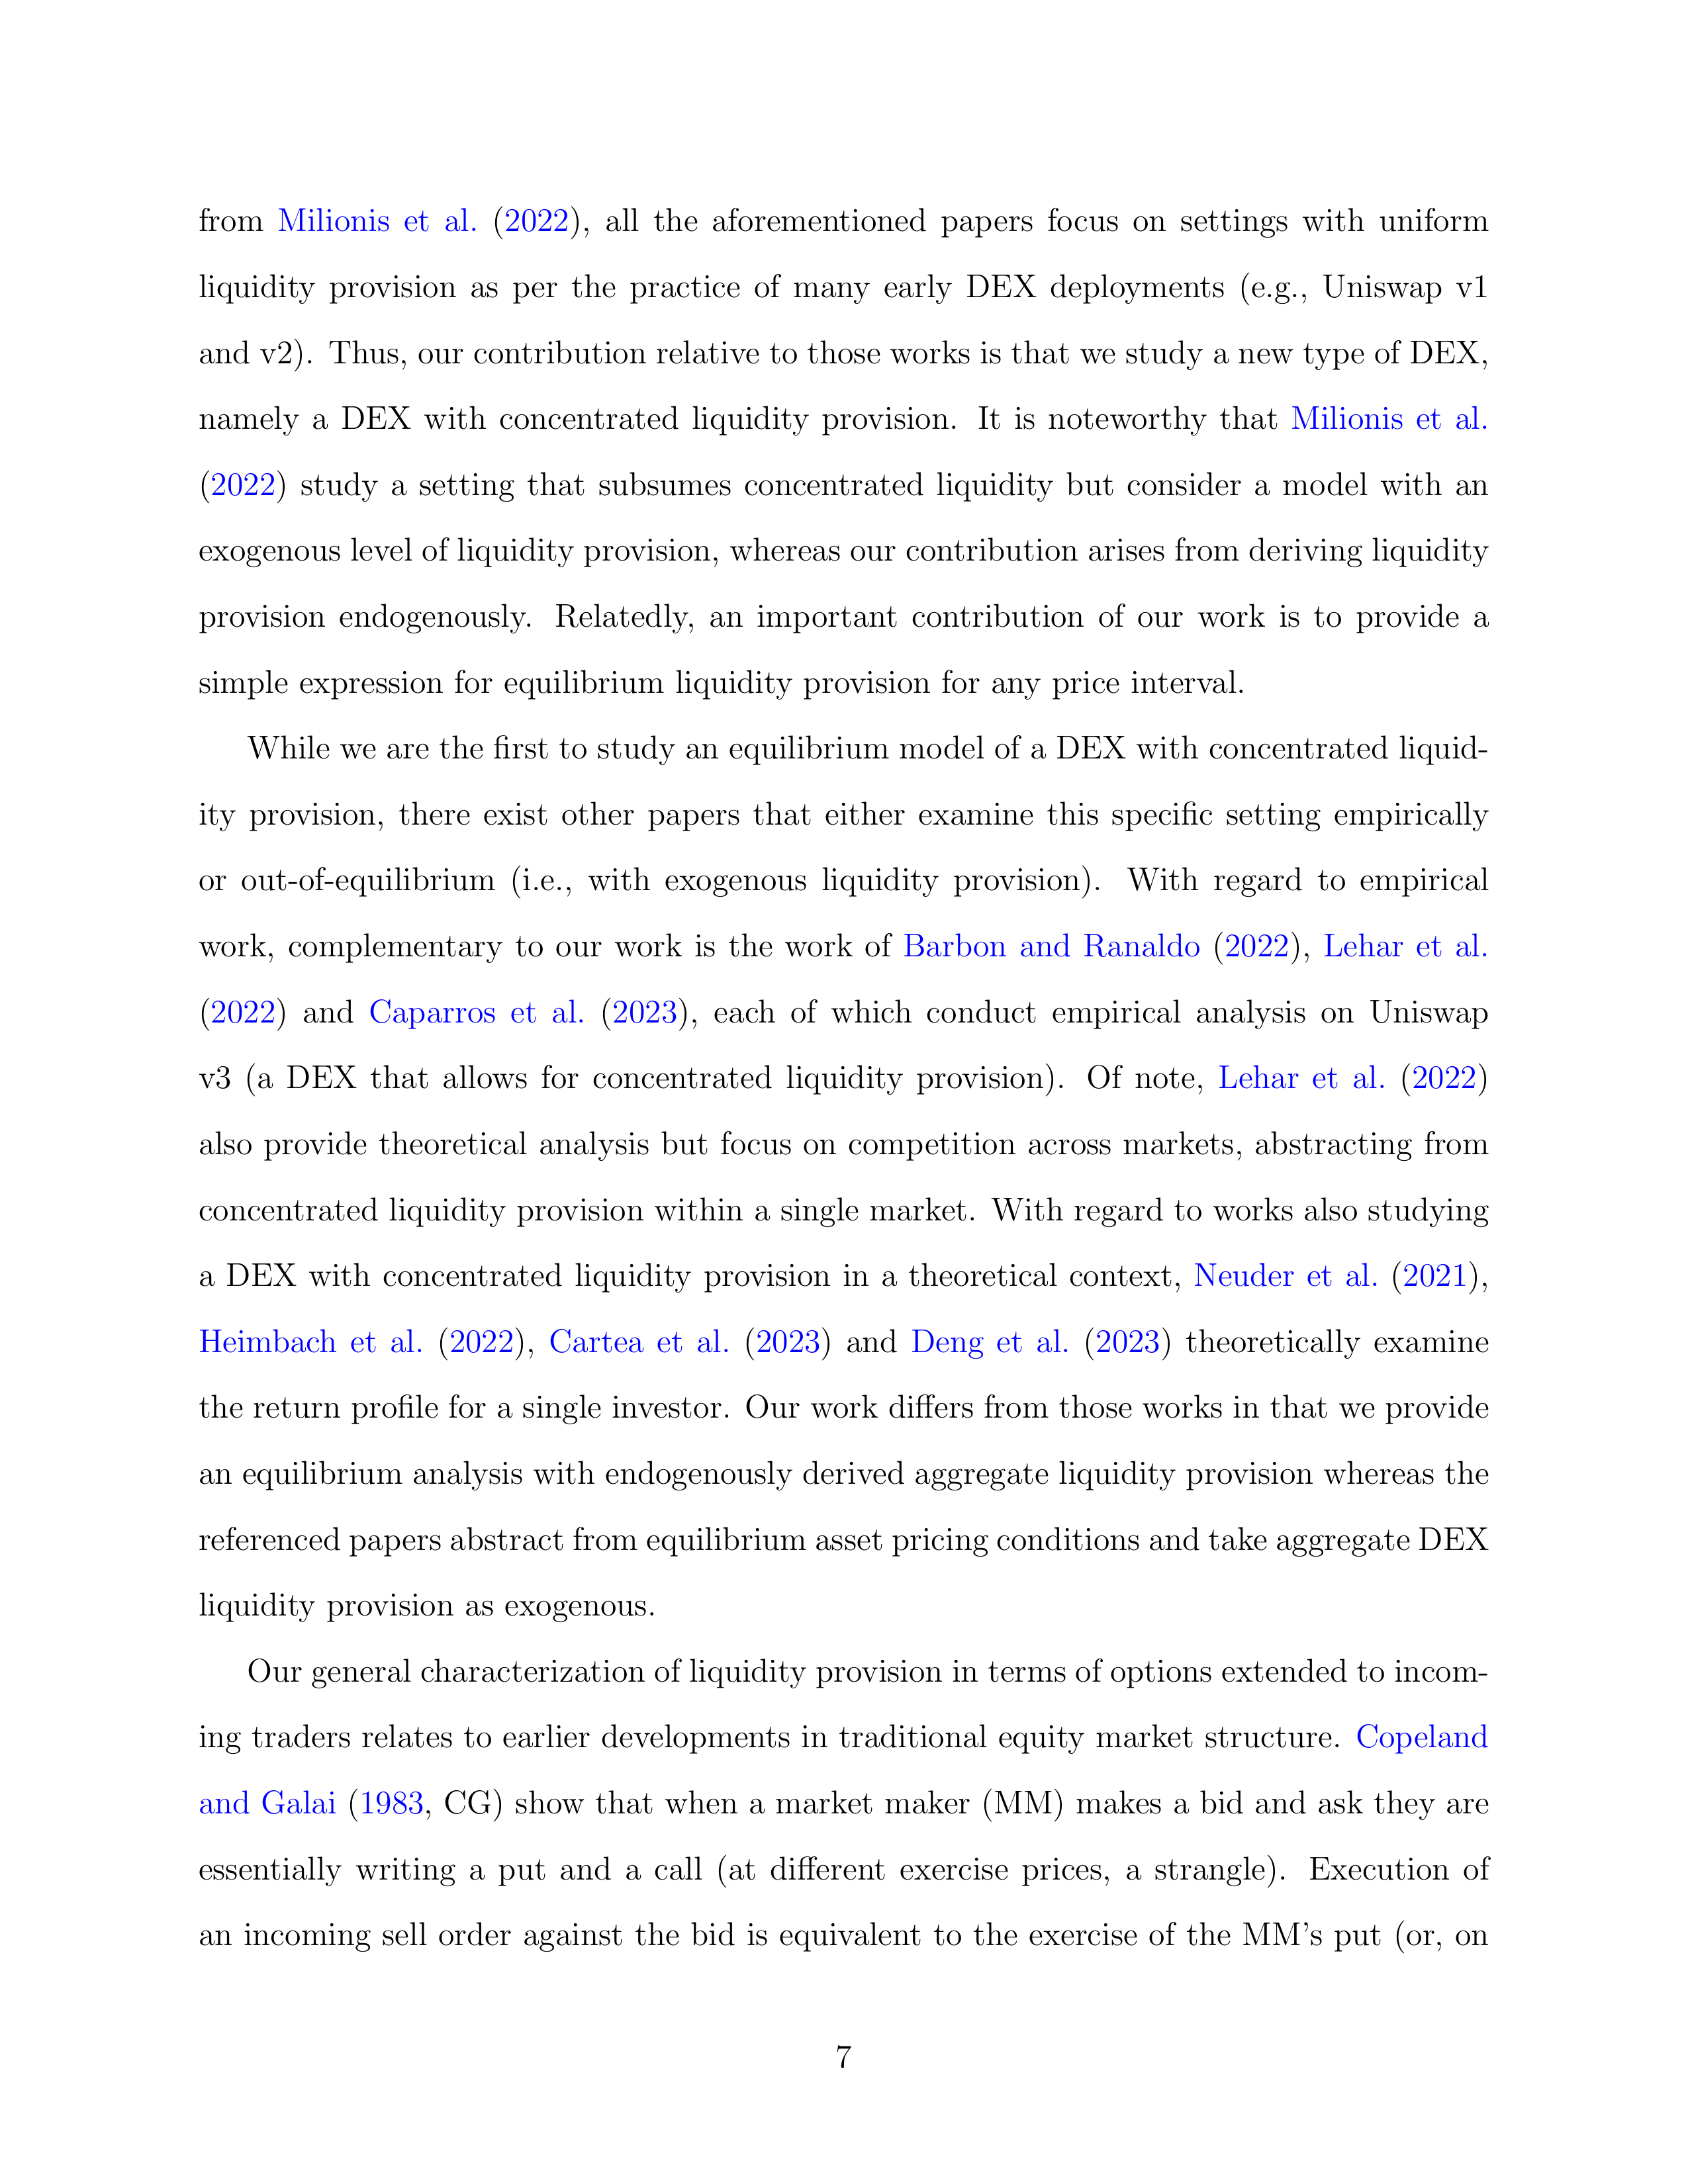 from Milionis et al. (2022), all the aforementioned papers focus on settings with uniform
liquidity provision as per the practice of many early DEX deployments (e.g., Uniswap v1
and v2). Thus, our contribution relative to those works is that we study a new type of DEX,
namely a DEX with concentrated liquidity provision. It is noteworthy that Milionis et al.
(2022) study a setting that subsumes concentrated liquidity but consider a model with an
exogenous level of liquidity provision, whereas our contribution arises from deriving liquidity
provision endogenously. Relatedly, an important contribution of our work is to provide a
simple expression for equilibrium liquidity provision for any price interval.
While we are the first to study an equilibrium model of a DEX with concentrated liquid-
ity provision, there exist other papers that either examine this specific setting empirically
or out-of-equilibrium (i.e., with exogenous liquidity provision). With regard to empirical
work, complementary to our work is the work of Barbon and Ranaldo (2022), Lehar et al.
(2022) and Caparros et al. (2023), each of which conduct empirical analysis on Uniswap
v3 (a DEX that allows for concentrated liquidity provision). Of note, Lehar et al. (2022)
also provide theoretical analysis but focus on competition across markets, abstracting from
concentrated liquidity provision within a single market. With regard to works also studying
a DEX with concentrated liquidity provision in a theoretical context, Neuder et al. (2021),
Heimbach et al. (2022), Cartea et al. (2023) and Deng et al. (2023) theoretically examine
the return profile for a single investor. Our work differs from those works in that we provide
an equilibrium analysis with endogenously derived aggregate liquidity provision whereas the
referenced papers abstract from equilibrium asset pricing conditions and take aggregate DEX
liquidity provision as exogenous.
Our general characterization of liquidity provision in terms of options extended to incom-
ing traders relates to earlier developments in traditional equity market structure. Copeland
and Galai (1983, CG) show that when a market maker (MM) makes a bid and ask they are
essentially writing a put and a call (at different exercise prices, a strangle). Execution of
an incoming sell order against the bid is equivalent to the exercise of the MM's put (or, on
7